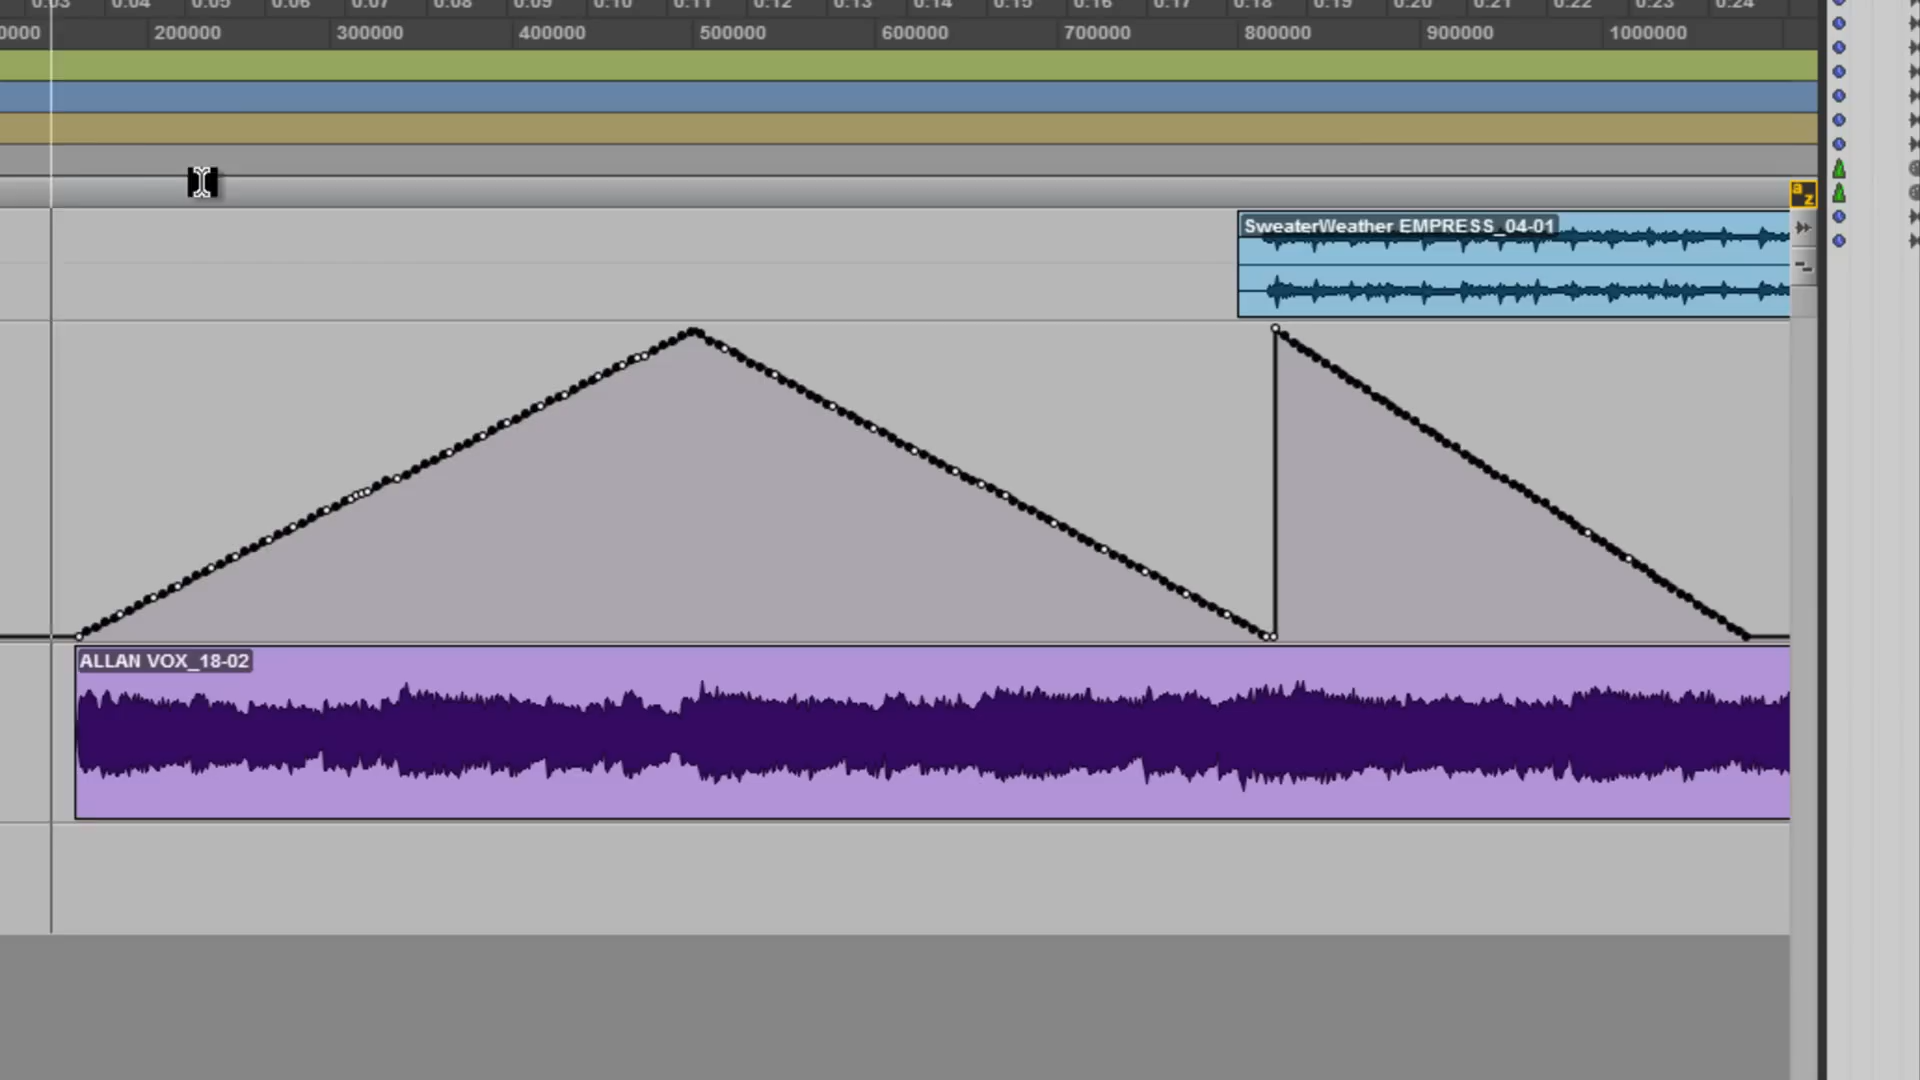 0:03 0:04 0:05 0:06 0:07 0:08 0:09 0:10 0:11 0:12 0:13 0:14 0:15 0:16 0:17 0:18 0:19 0:20 0:21 0:22 0:23 0:24
0000 200000 300000 400000 500000 600000 700000 800000 900000 1000000
a
z
SweaterWeather EMPRESS_04-01
ALLAN VOX_18-02